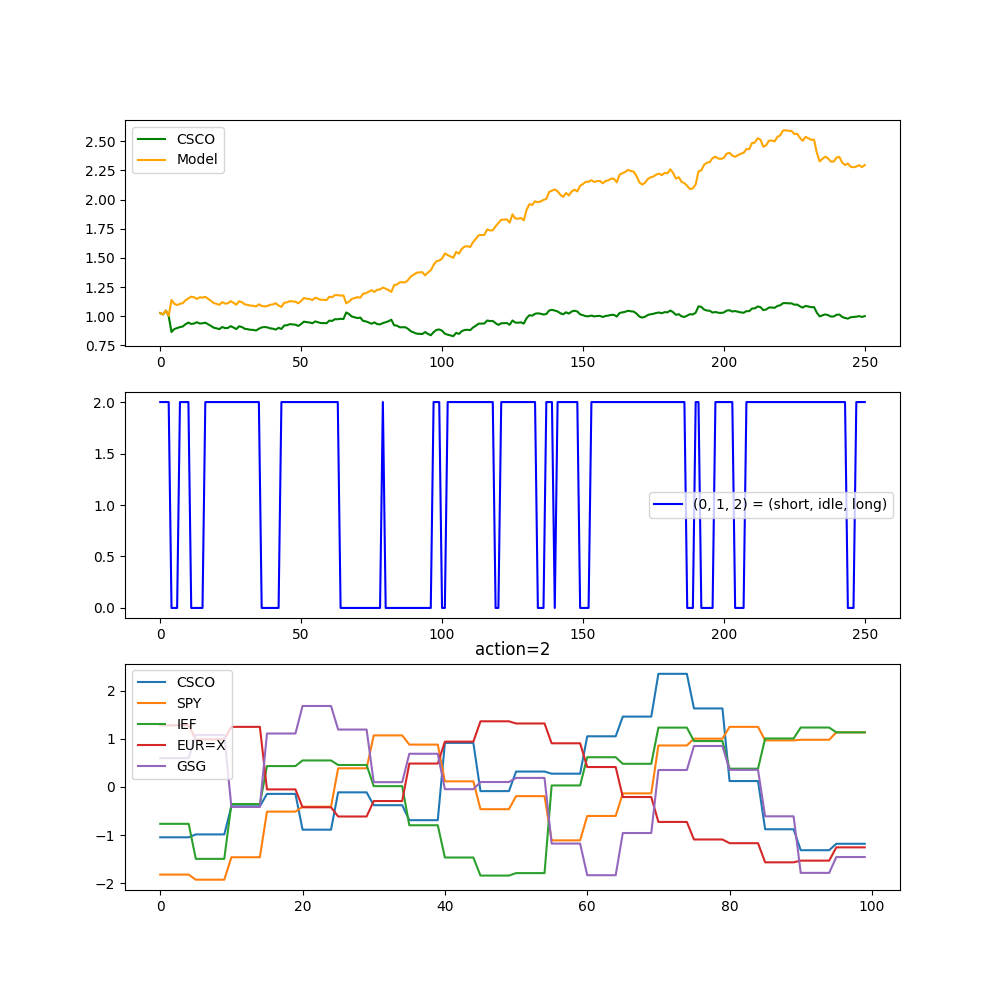 CSCO
Model
2.50
2.25
2.00
1.75
1.50
1.25
1.00
0.75
0 50 100 150 200 250
2.0
1.5
1.0
0.5
0.0
(0, 1, 2) = (short, idle, long)
0 50 100 150 200 250
action=2
CSCO
SPY
IEF
EUR=X
GSG
2
1
0
−1
−2
0 20 40 60 80 100